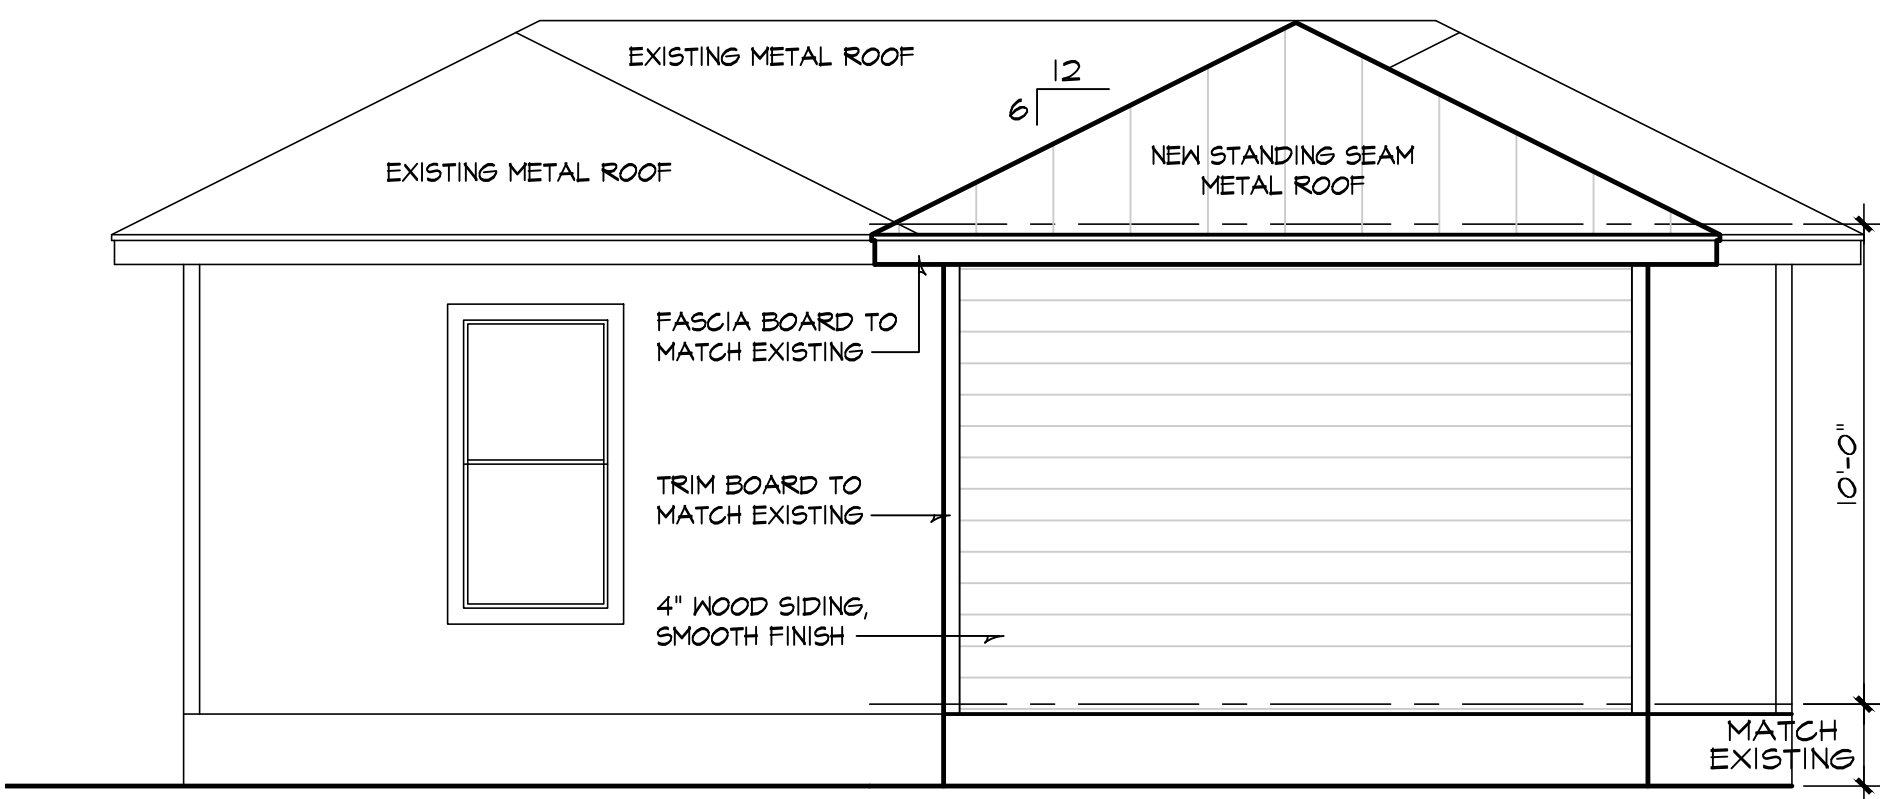 EXISTING METAL ROOF
12
6
NEW STANDING SEAM
METAL ROOF
EXISTING METAL ROOF
FASCIA BOARD TO
MATCH EXISTING
10'-0"
TRIM BOARD TO
MATCH EXISTING
4" WOOD SIDING,
SMOOTH FINISH
MATCH
EXISTING